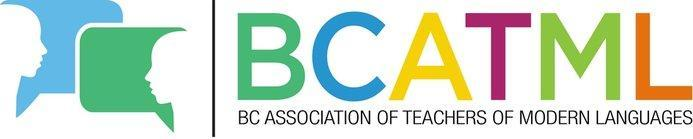 BCATML
BC ASSOCIATION OF TEACHERS OF MODERN LANGUAGES